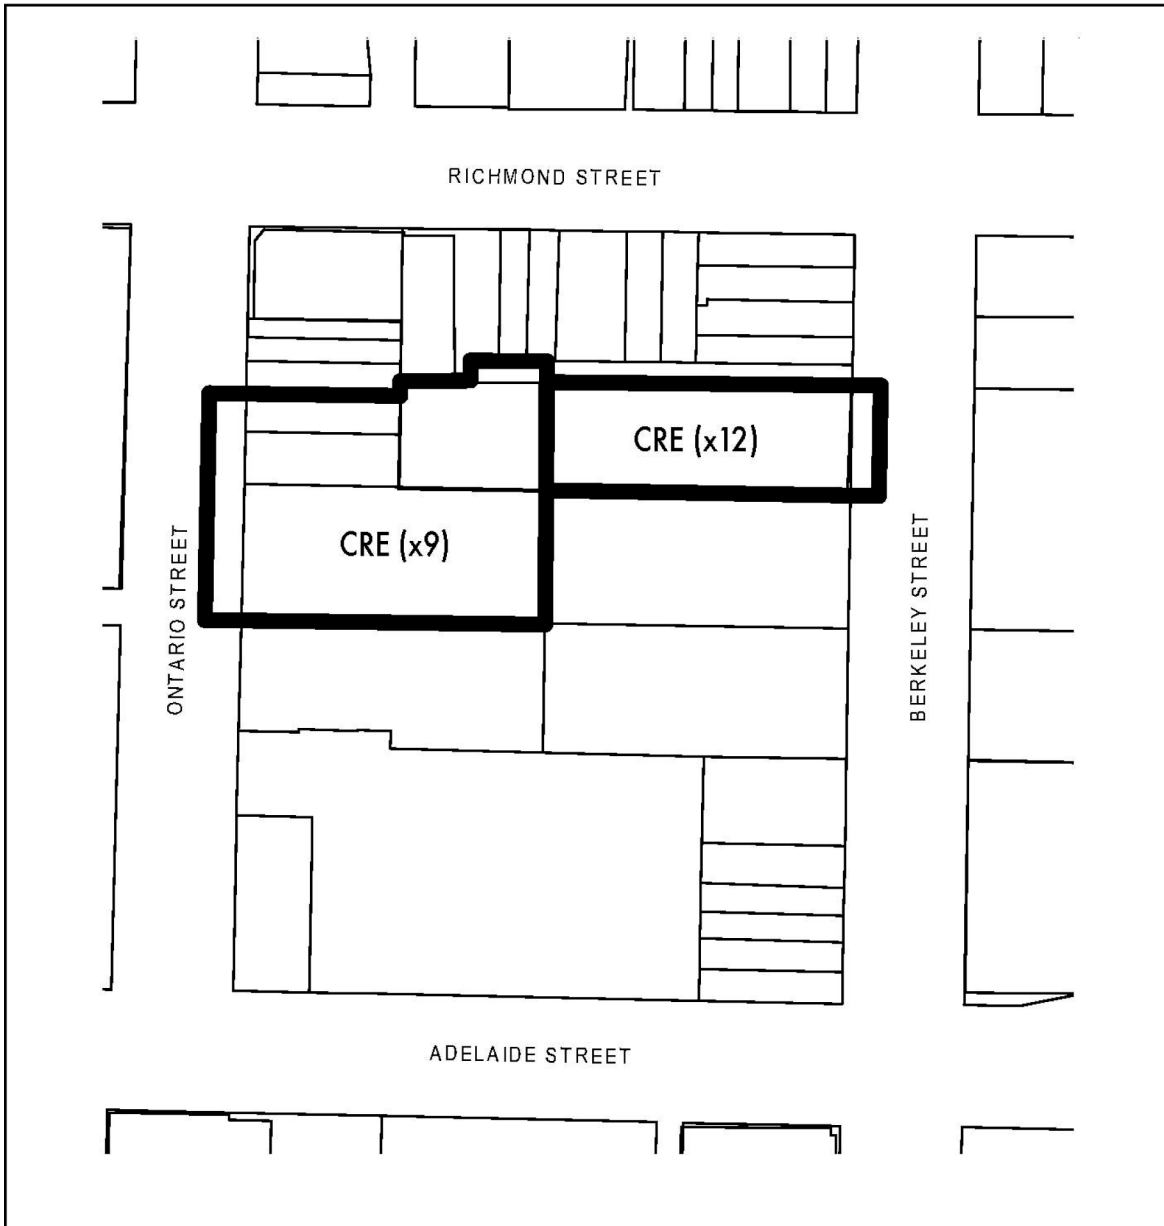 RICHMOND STREET
CRE (x12)
CRE (x9)
ONTARIO STREET
BERKELEY STREET
ADELAIDE STREET